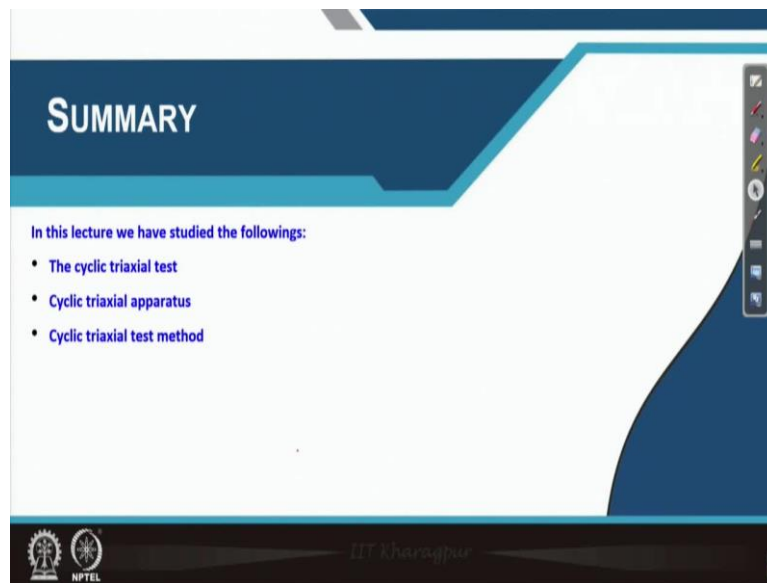 SUMMARY
In this lecture we have studied the followings:
• The cyclic triaxial test
• Cyclic triaxial apparatus
• Cyclic triaxial test method
IIT Kharagpur
NPTEL